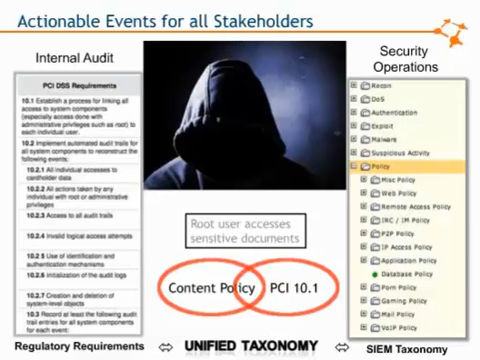 Actionable Events for all Stakeholders
Internal Audit
PCI DSS Requirements
10.1 Establish a process for linking all
access to system components
(especially access done with
administrative privileges such as root) to
each individual user.
10.2 Implement automated audit trails for
all system components to reconstruct the
following events:
10.2.1 All individual accesses to
cardholder data
10.2.2 All actions taken by any
individual with root or administrative
privileges
10.2.3 Access to all audit trails
10.2.4 Invalid logical access attempts
10.2.5 Use of identification and
authentication mechanisms
10.2.6 Initialization of the audit logs
10.2.7 Creation and deletion of
system-level objects
10.3 Record at least the following audit
trail entries for all system components for
each event:
Regulatory Requirements
Root user accesses
sensitive documents
Content Policy
PCI 10.1
UNIFIED TAXONOMY
Security
Operations
Recon
DoS
Authentication
Exploit
Malware
Suspicious Activity
Policy
Misc Policy
Web Policy
Remote Access Policy
IRC / IM Policy
P2P Policy
IP Access Policy
Application Policy
Database Policy
Porn Policy
Gaming Policy
Mail Policy
VoIP Policy
SIEM Taxonomy